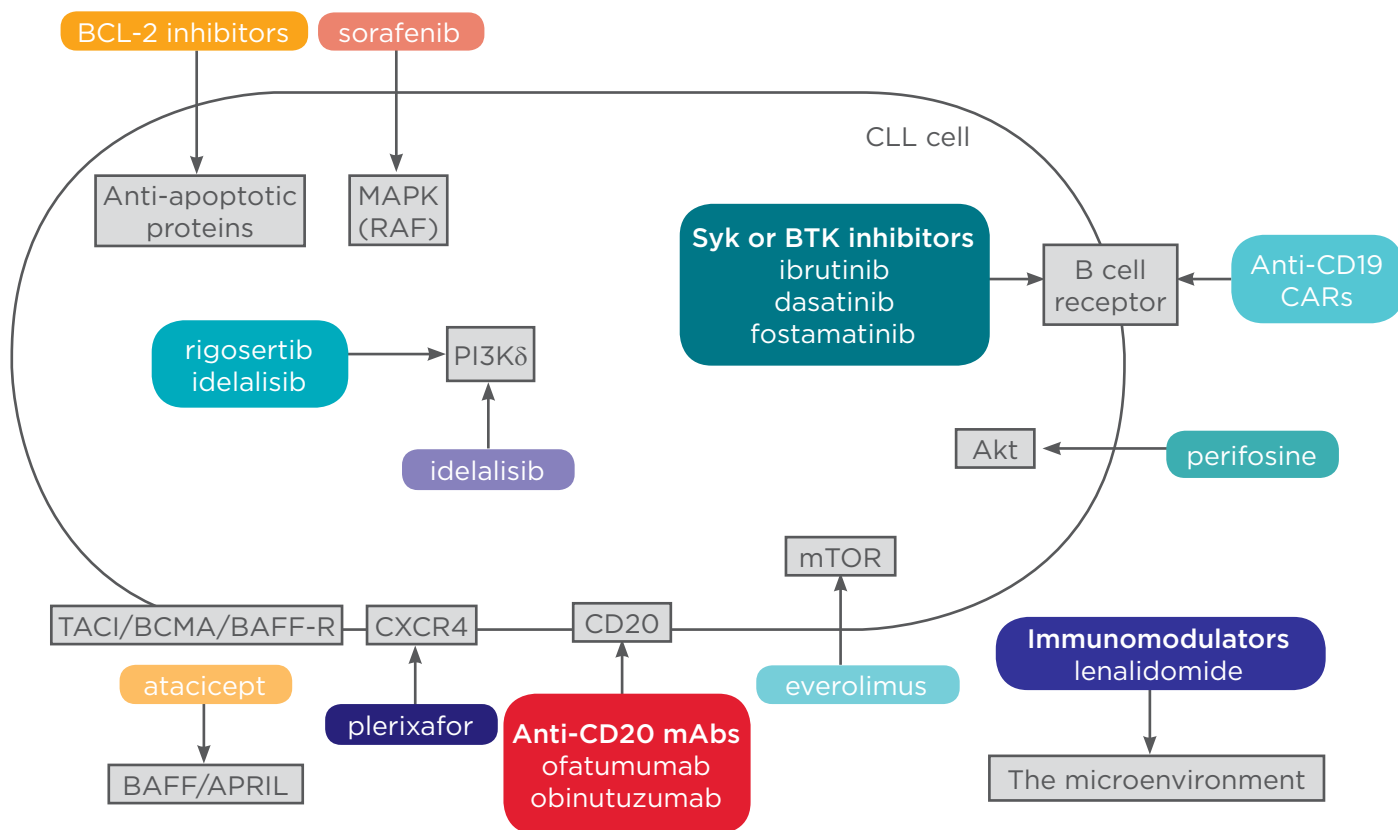 BCL-2 inhibitors
sorafenib
CLL cell
Anti-apoptotic
proteins
MAPK
(RAF)
Syk or BTK inhibitors
ibrutinib
dasatinib
fostamatinib
B cell
receptor
Anti-CD19
CARs
rigosertib
idelalisib
PI3Kδ
idelalisib
Akt
perifosine
mTOR
TACI/BCMA/BAFF-R
CXCR4
CD20
atacicept
plerixafor
everolimus
Immunomodulators
lenalidomide
Anti-CD20 mAbs
ofatumumab
obinutuzumab
BAFF/APRIL
The microenvironment